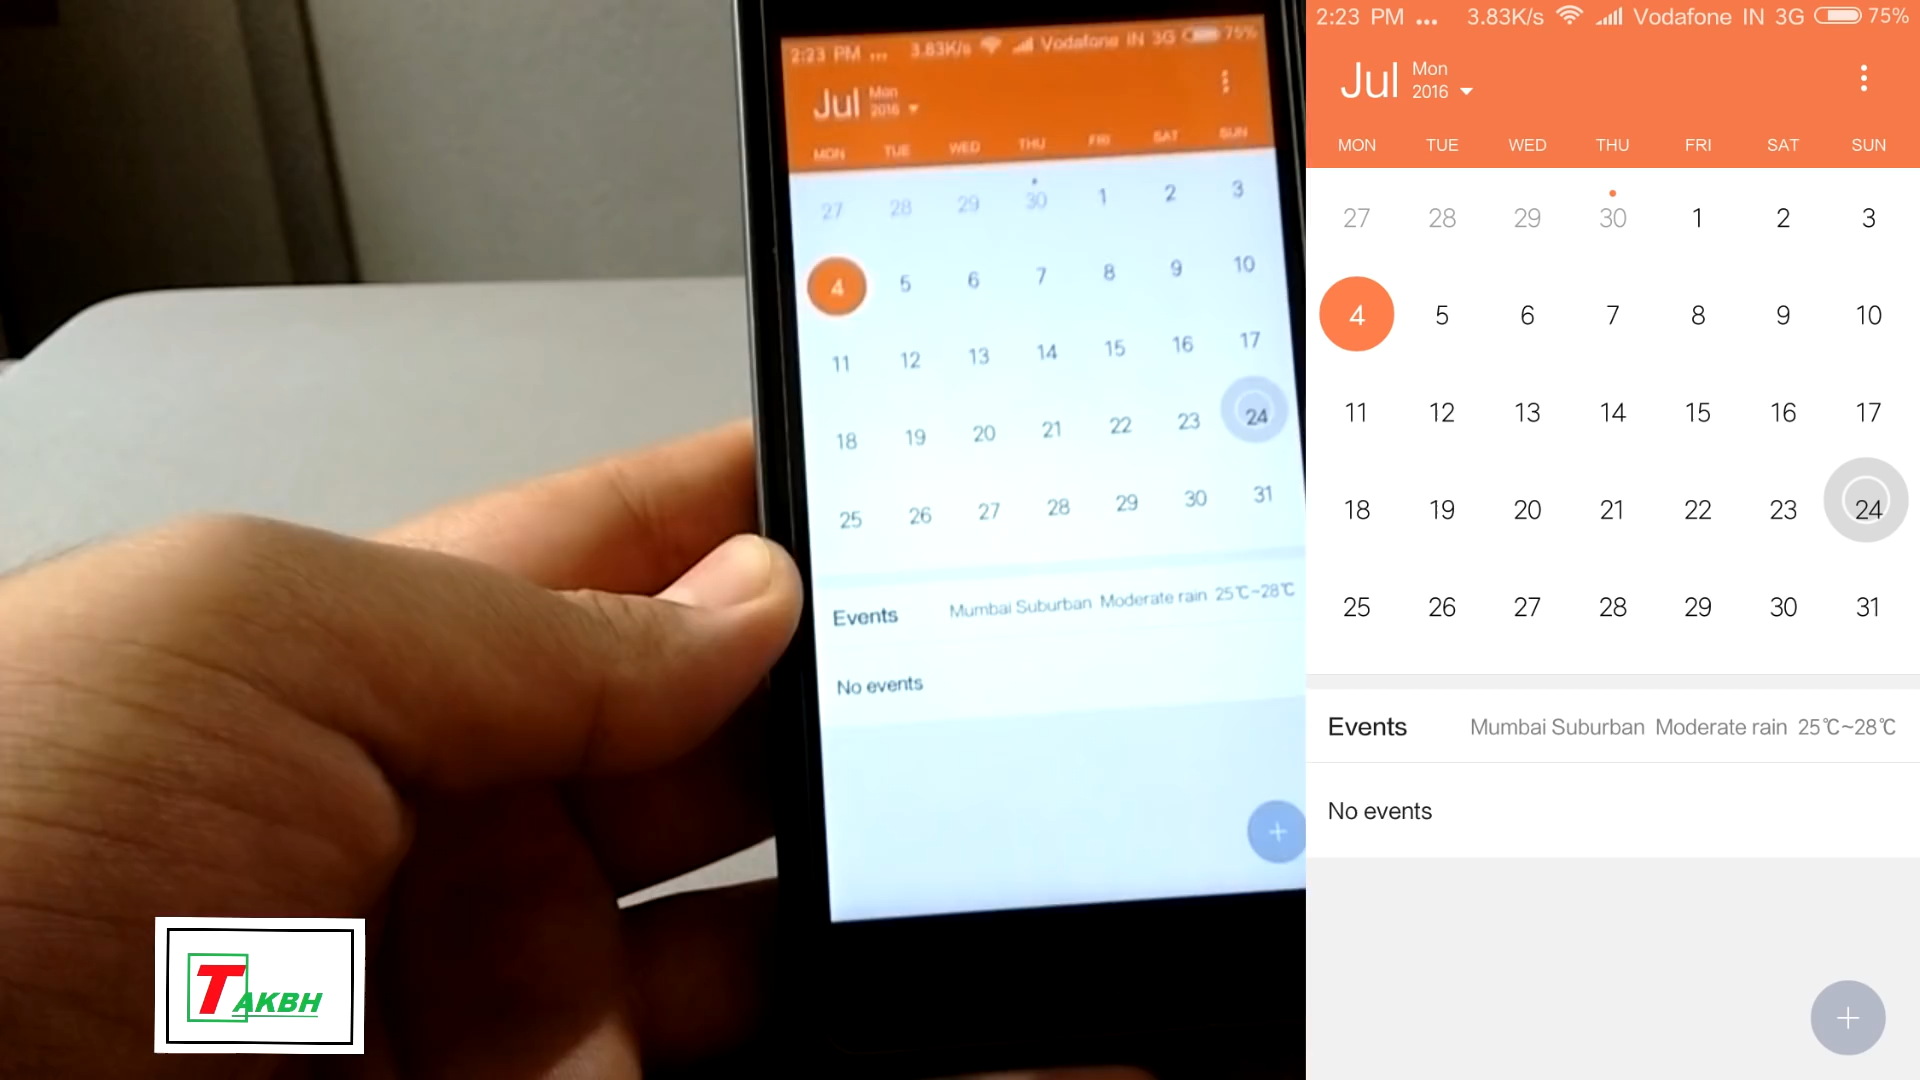 2:23 PM ... 3.83K/s Vodafone IN 3G 75%
Jul Mon
2016
MON TUE WED THU FRI SAT SUN
27 28 29 30 1 2 3
4 5 6 7 8 9 10
11 12 13 14 15 16 17
18 19 20 21 22 23 24
25 26 27 28 29 30 31
Events Mumbai Suburban Moderate rain 25℃~28℃
No events
+
TAKBH
2:23 PM ... 3.83K/s Vodafone IN 3G 75%
Jul Mon
2016
MON TUE WED THU FRI SAT SUN
27 28 29 30 1 2 3
4 5 6 7 8 9 10
11 12 13 14 15 16 17
18 19 20 21 22 23 24
25 26 27 28 29 30 31
Events Mumbai Suburban Moderate rain 25℃~28℃
No events
+